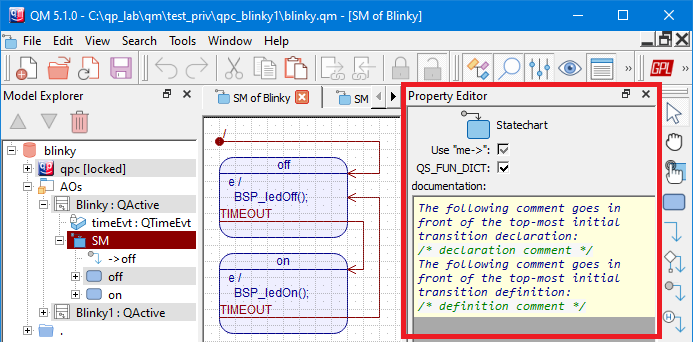 QM 5.1.0 - C:\qp_lab\qm\test_priv\qpc_blinky1\blinky.qm - [SM of Blinky]
File Edit View Search Tools Window Help
GPL
Model Explorer
SM of Blinky
SM
Property Editor
blinky
qpc [locked]
AOs
Blinky : QActive
timeEvt : QTimeEvt
SM
->off
off
on
Blinky1 : QActive
.
/
off
e /
BSP_ledOff();
TIMEOUT
on
e /
BSP_ledOn();
TIMEOUT
Statechart
Use "me->":
QS_FUN_DICT:
documentation:
The following comment goes in
front of the top-most initial
transition declaration:
/* declaration comment */
The following comment goes in
front of the top-most initial
transition definition:
/* definition comment */
H